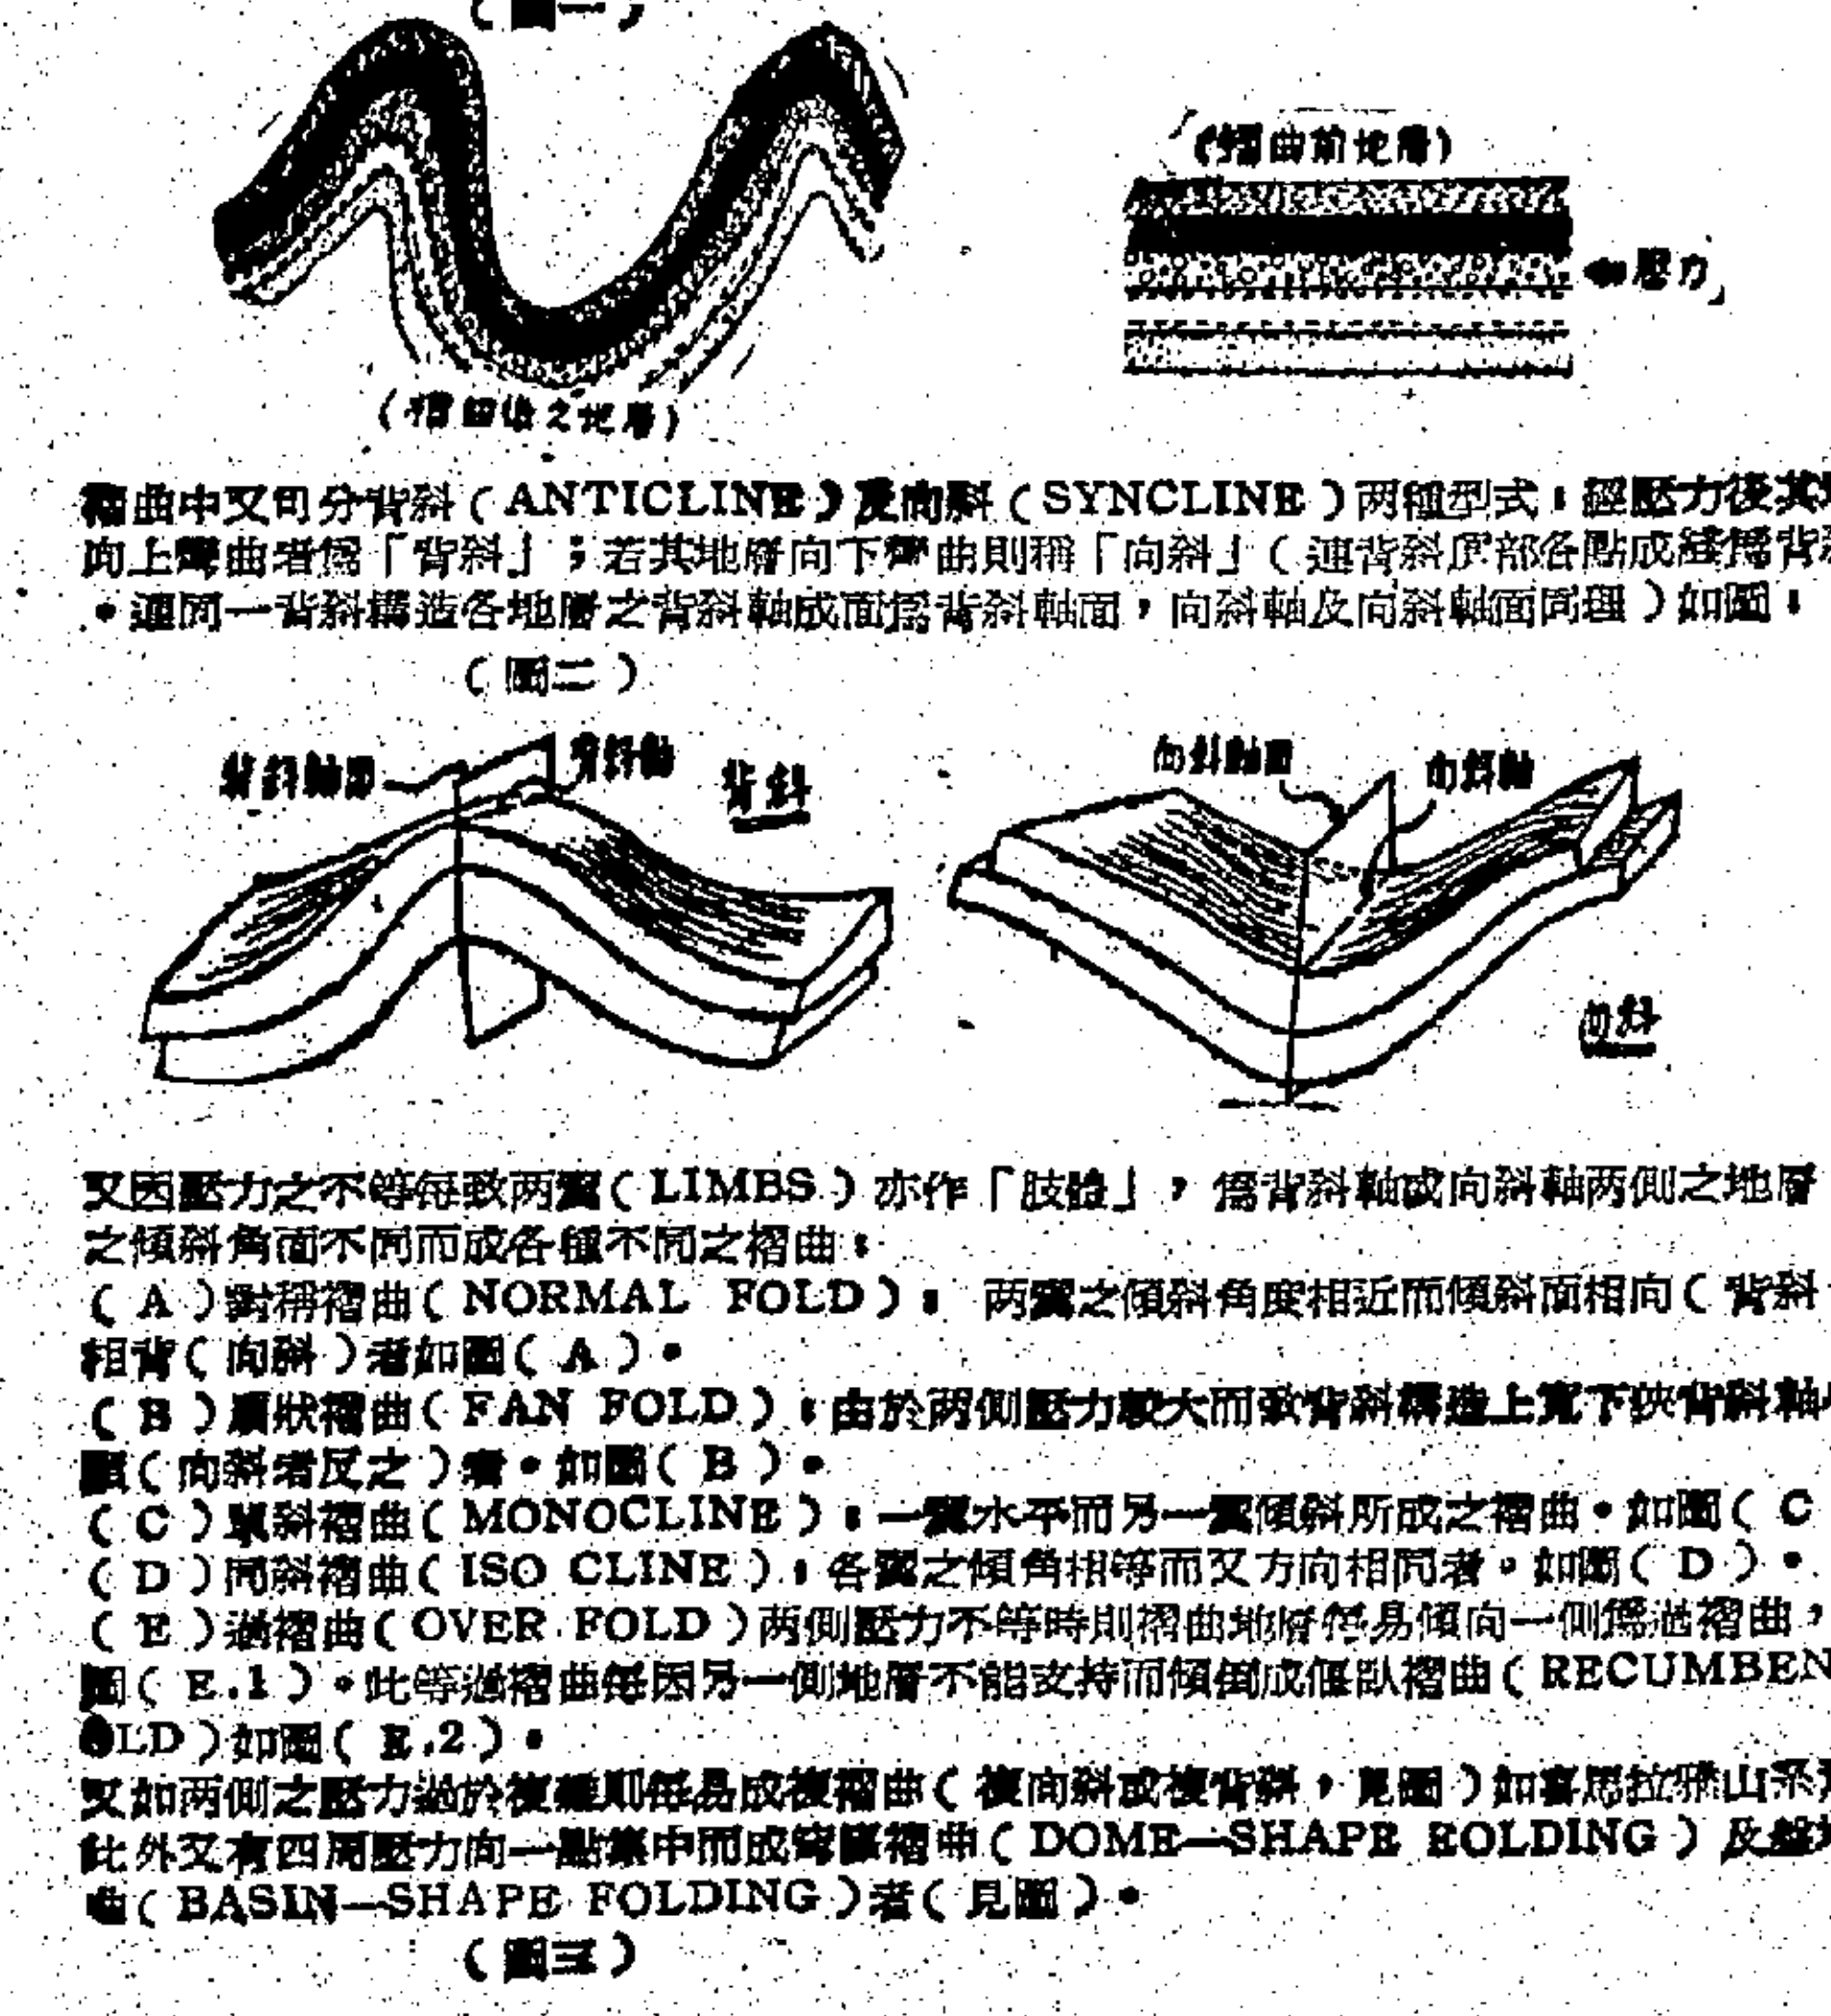 (圖一)
(褶曲前地層)
壓力
(褶曲後之地層)
褶曲中又可分背斜(ANTICLINE)及向斜(SYNCLINE)两種型式:經壓力後其
向上彎曲者爲「背斜」;若其地層向下彎曲則稱「向斜」(連背斜頂部各點成綫爲背
。連同一背斜構造各地層之背斜軸成面爲背斜軸面,向斜軸及向斜軸面同理)如圖:
(圖二)
背斜軸面 背斜軸 背斜
向斜軸面 向斜軸
向斜
又因壓力之不等每致两翼(LIMBS)亦作「肢體」,爲背斜軸或向斜軸两側之地層
之傾斜角面不同而成各種不同之褶曲:
(A)對稱褶曲(NORMAL FOLD): 两翼之傾斜角度相近而傾斜面相向(背斜
相背(向斜)者如圖(A)。
(B)扇狀褶曲(FAN FOLD):由於两側壓力較大而致背斜構造上寬下狹背斜軸
(向斜者反之)者。如圖(B)。
(C)單斜褶曲(MONOCLINE):一翼水平而另一翼傾斜所成之褶曲。如圖(C
(D)同斜褶曲(ISO CLINE):各翼之傾角相等而又方向相同者。如圖(D)。
(E)過褶曲(OVER FOLD)两側壓力不等時則褶曲地層每易傾向一側爲過褶曲,
圖(E.1)。此等過褶曲每因另一側地層不能支持而傾倒成偃臥褶曲(RECUMBEN
OLD)如圖(E.2)。
又如两側之壓力過於複雜則每易成複褶曲(複向斜或複背斜,見圖)如喜馬拉雅山系
此外又有四周壓力向一點集中而成穹窿褶曲(DOME—SHAPE EOLDING)及盤
曲(BASIN—SHAPE FOLDING)者(見圖)。
(圖三)